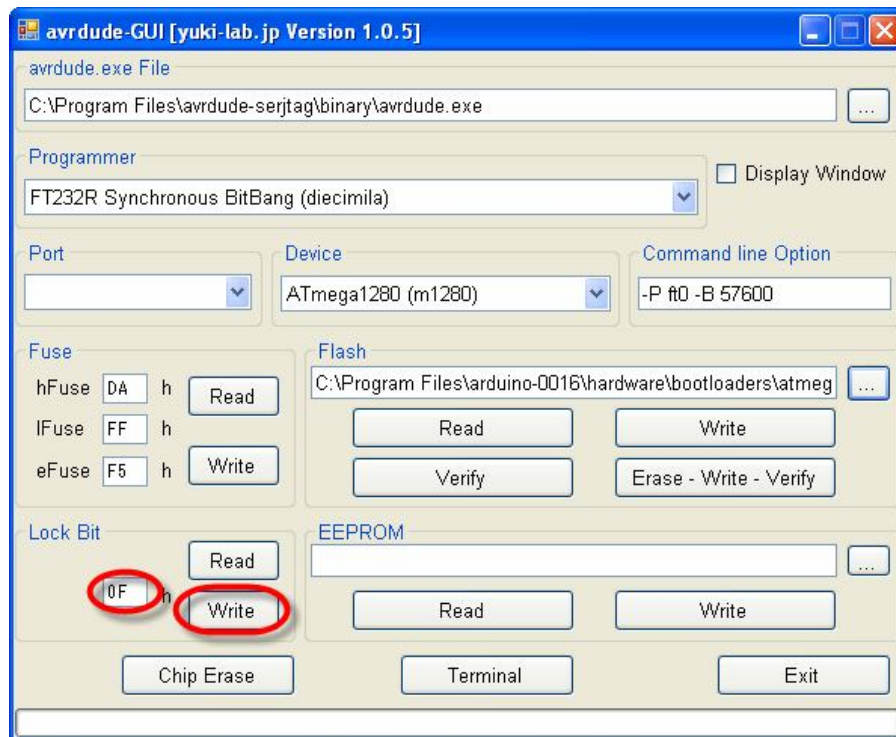 avrdude-GUI [yuki-lab.jp Version 1.0.5]
avrdude.exe File
C:\Program Files\avrdude-serjtag\binary\avrdude.exe
...
Programmer
FT232R Synchronous BitBang (diecimila)
Display Window
Port
Device
ATmega1280 (m1280)
Command line Option
-P ft0 -B 57600
Fuse
hFuse DA h
Read
lFuse FF h
eFuse F5 h
Write
Flash
C:\Program Files\arduino-0016\hardware\bootloaders\atmeg
...
Read
Write
Verify
Erase - Write - Verify
Lock Bit
Read
0F h
Write
EEPROM
...
Read
Write
Chip Erase
Terminal
Exit